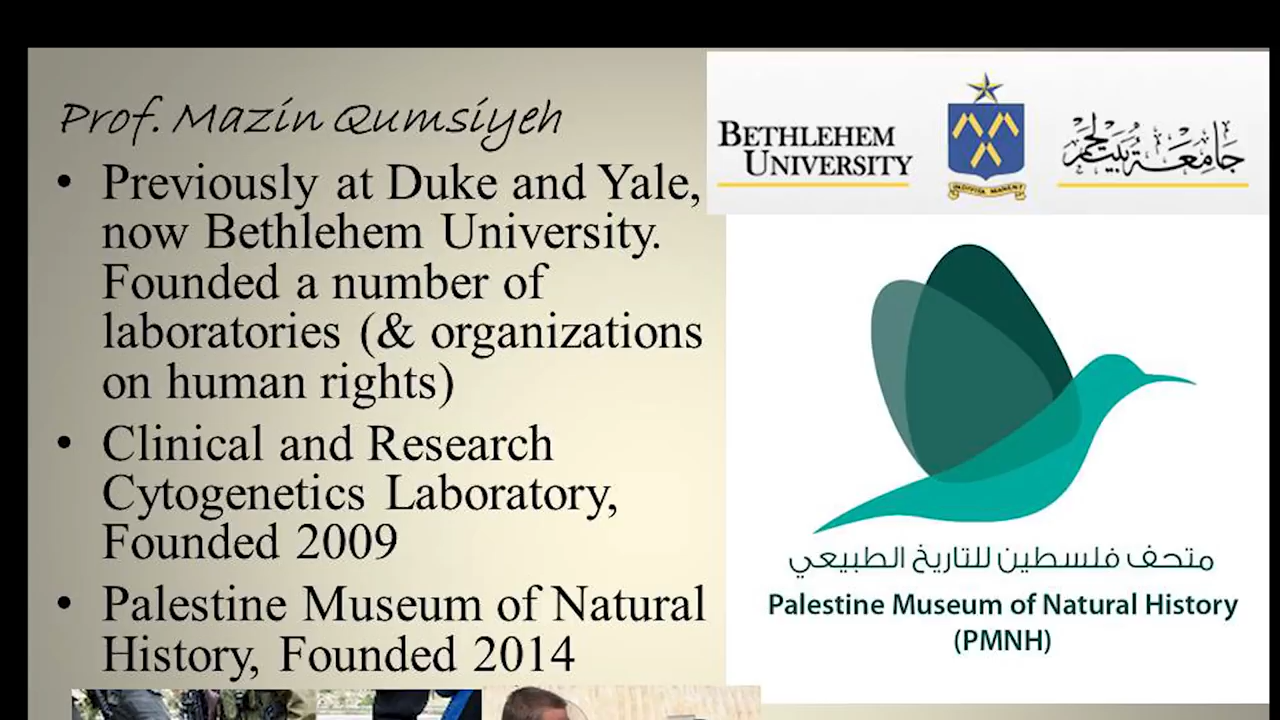 Prof. Mazin Qumsiyeh
• Previously at Duke and Yale,
now Bethlehem University.
Founded a number of
laboratories (& organizations
on human rights)
• Clinical and Research
Cytogenetics Laboratory,
Founded 2009
• Palestine Museum of Natural
History, Founded 2014
BETHLEHEM
UNIVERSITY
INDIVISA MANENT
جامعة بيت لحم
متحف فلسطين للتاريخ الطبيعي
Palestine Museum of Natural History
(PMNH)